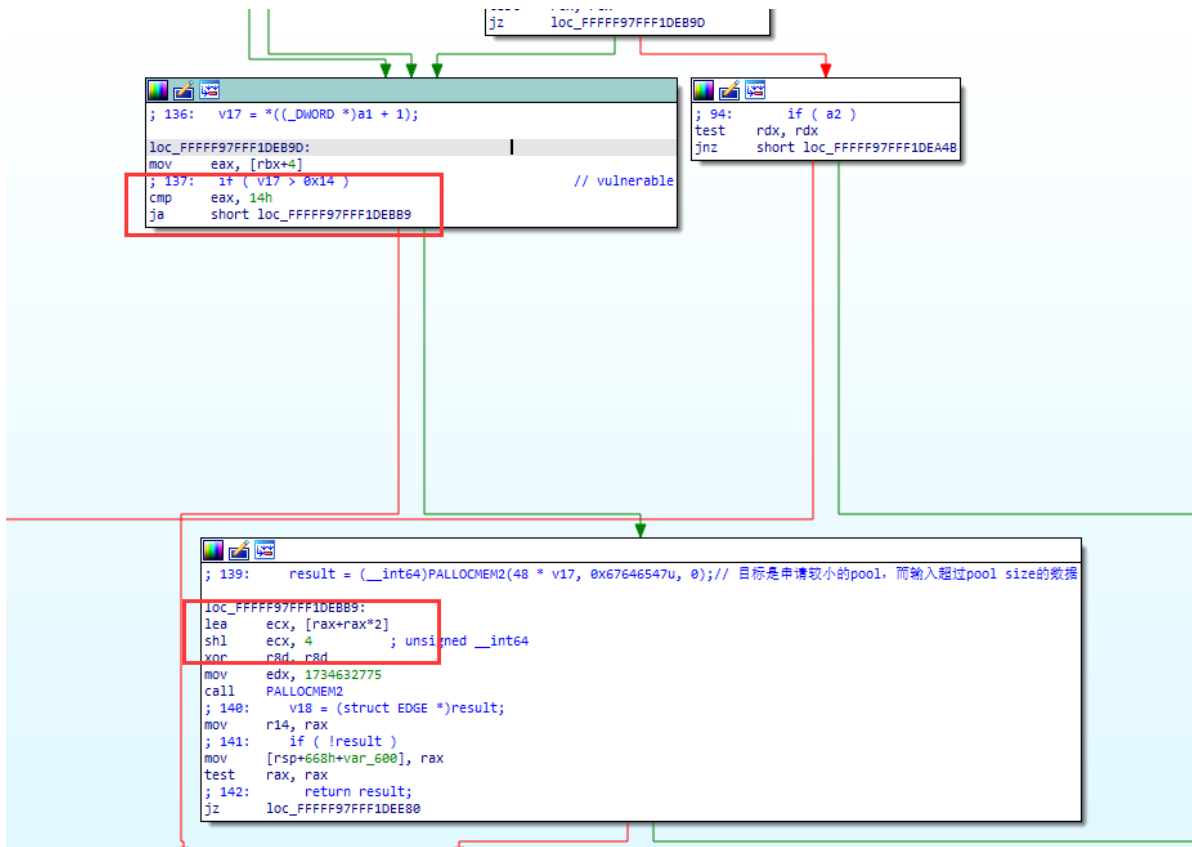 jz      loc_FFFFF97FFF1DEB9D
; 136:   v17 = *((_DWORD *)a1 + 1);
loc_FFFFF97FFF1DEB9D:
mov     eax, [rbx+4]
; 137:   if ( v17 > 0x14 )                            // vulnerable
cmp     eax, 14h
ja      short loc_FFFFF97FFF1DEBB9
; 94:       if ( a2 )
test    rdx, rdx
jnz     short loc_FFFFF97FFF1DEA4B
; 139:     result = (__int64)PALLOCMEM2(48 * v17, 0x67646547u, 0);// 目标是申请较小的pool，而输入超过pool size的数据
loc_FFFFF97FFF1DEBB9:
lea     ecx, [rax+rax*2]
shl     ecx, 4          ; unsigned __int64
xor     r8d, r8d
mov     edx, 1734632775
call    PALLOCMEM2
; 140:     v18 = (struct EDGE *)result;
mov     r14, rax
; 141:     if ( !result )
mov     [rsp+668h+var_600], rax
test    rax, rax
; 142:       return result;
jz      loc_FFFFF97FFF1DEE80